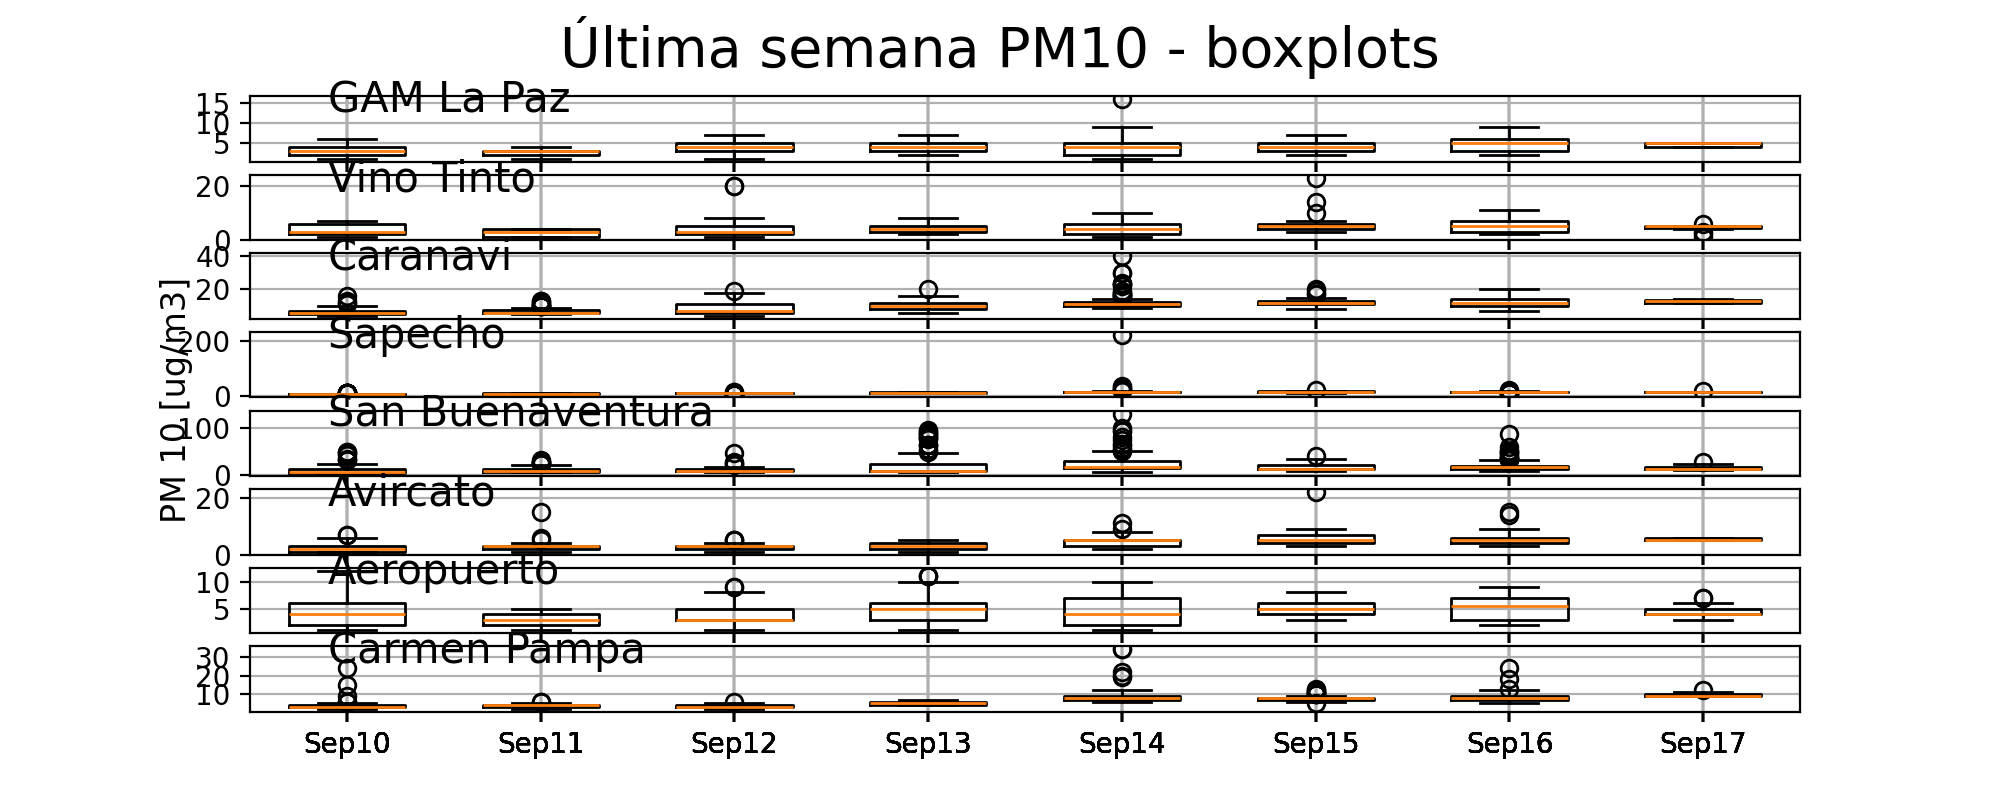 Última semana PM10 - boxplots
GAM La Paz
15
10
5
Vino Tinto
20
0
Caranavi
40
20
Sapecho
200
0
San Buenaventura
100
0
Avircato
20
0
Aeropuerto
10
5
Carmen Pampa
30
20
10
PM 10 [ug/m3]
Sep10 Sep11 Sep12 Sep13 Sep14 Sep15 Sep16 Sep17